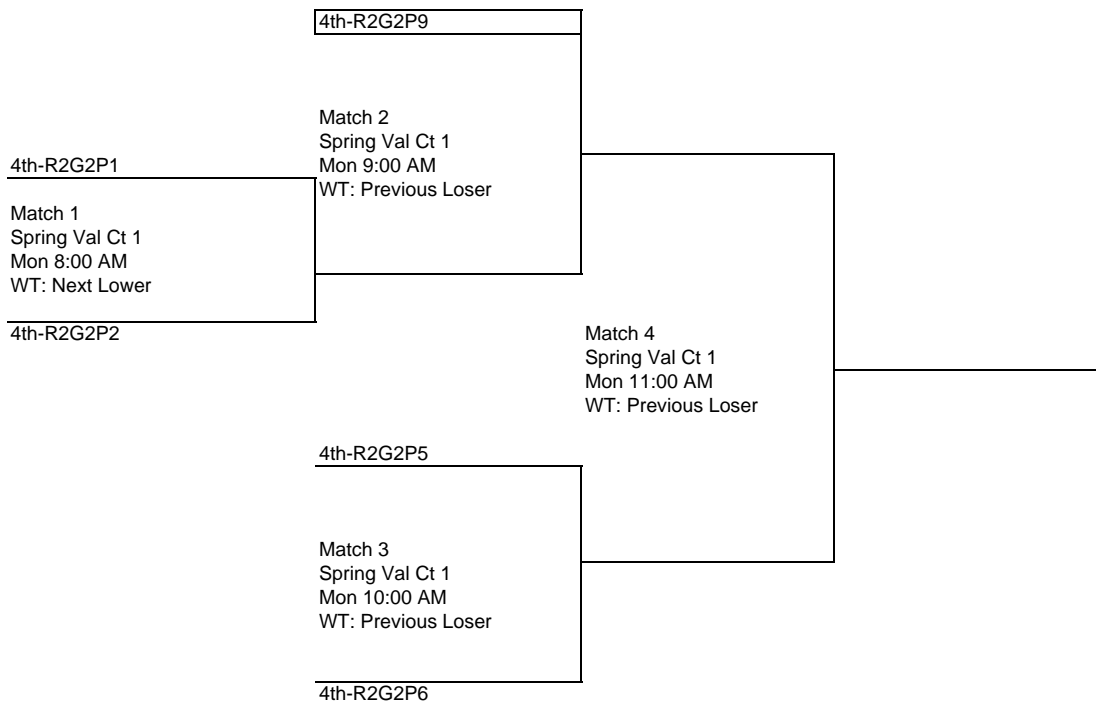 4th-R2G2P9
Match 2
Spring Val Ct 1
Mon 9:00 AM
WT: Previous Loser
4th-R2G2P1
Match 1
Spring Val Ct 1
Mon 8:00 AM
WT: Next Lower
4th-R2G2P2
Match 4
Spring Val Ct 1
Mon 11:00 AM
WT: Previous Loser
4th-R2G2P5
Match 3
Spring Val Ct 1
Mon 10:00 AM
WT: Previous Loser
4th-R2G2P6